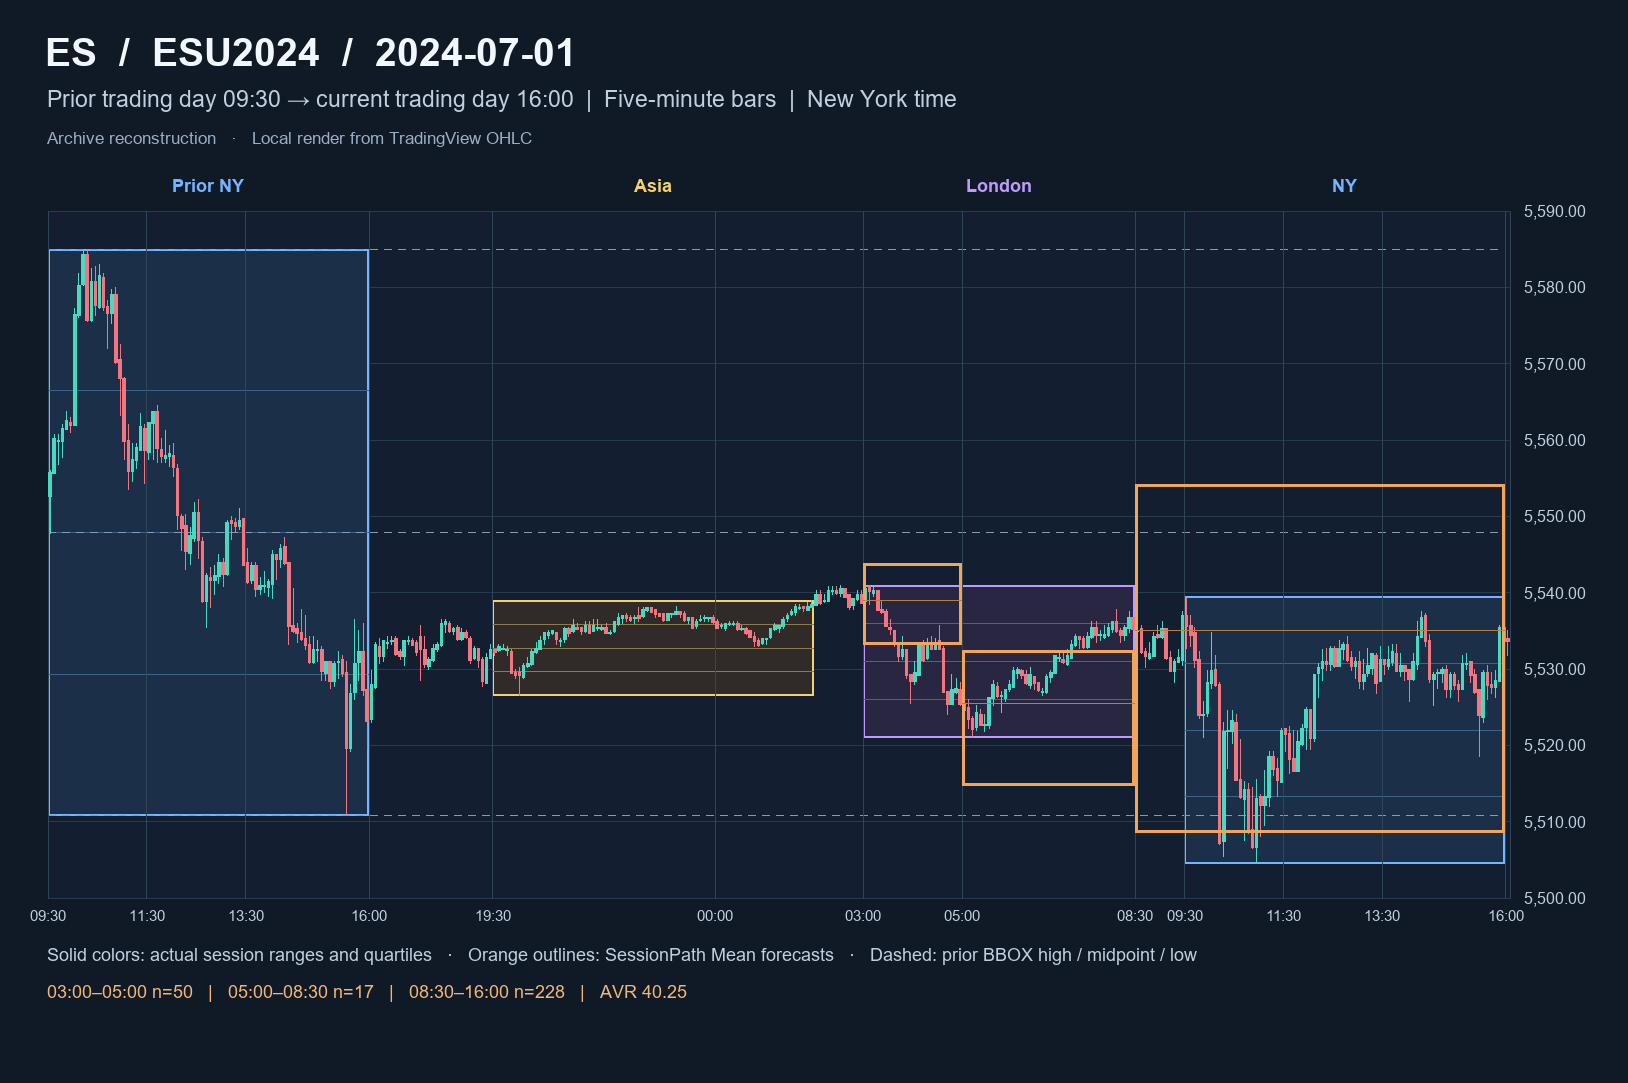 ES / ESU2024 / 2024-07-01
Prior trading day 09:30 → current trading day 16:00 | Five-minute bars | New York time
Archive reconstruction · Local render from TradingView OHLC
Prior NY Asia London NY
5,590.00
5,580.00
5,570.00
5,560.00
5,550.00
5,540.00
5,530.00
5,520.00
5,510.00
5,500.00
09:30 11:30 13:30 16:00 19:30 00:00 03:00 05:00 08:30 09:30 11:30 13:30 16:00
Solid colors: actual session ranges and quartiles · Orange outlines: SessionPath Mean forecasts · Dashed: prior BBOX high / midpoint / low
03:00–05:00 n=50 | 05:00–08:30 n=17 | 08:30–16:00 n=228 | AVR 40.25